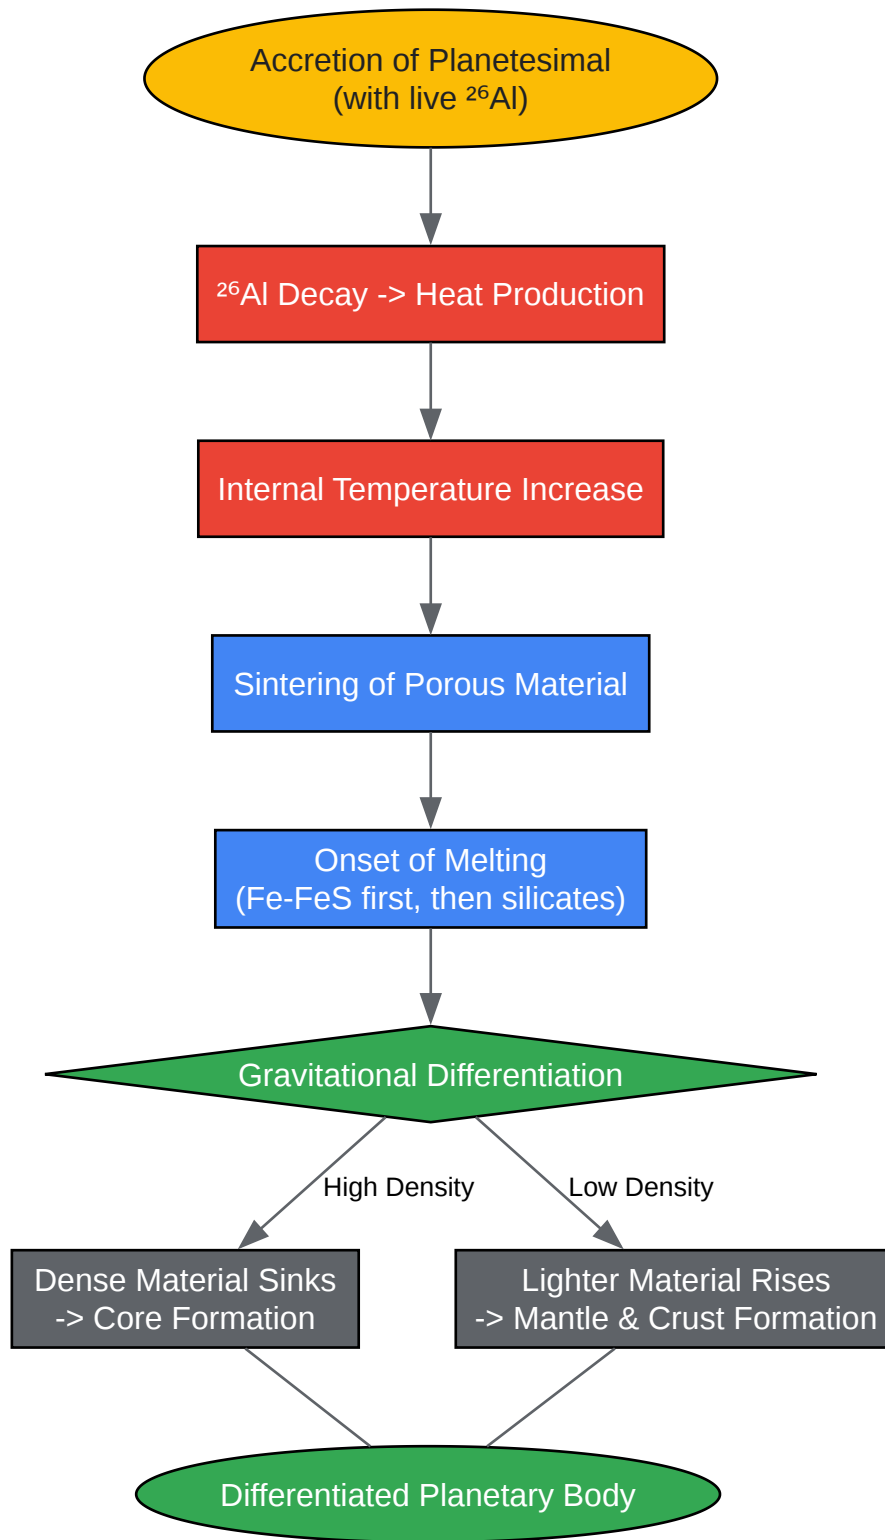 Accretion of Planetesimal
(with live ²⁶Al)
²⁶Al Decay -> Heat Production
Internal Temperature Increase
Sintering of Porous Material
Onset of Melting
(Fe-FeS first, then silicates)
Gravitational Differentiation
High Density
Low Density
Dense Material Sinks
-> Core Formation
Lighter Material Rises
-> Mantle & Crust Formation
Differentiated Planetary Body